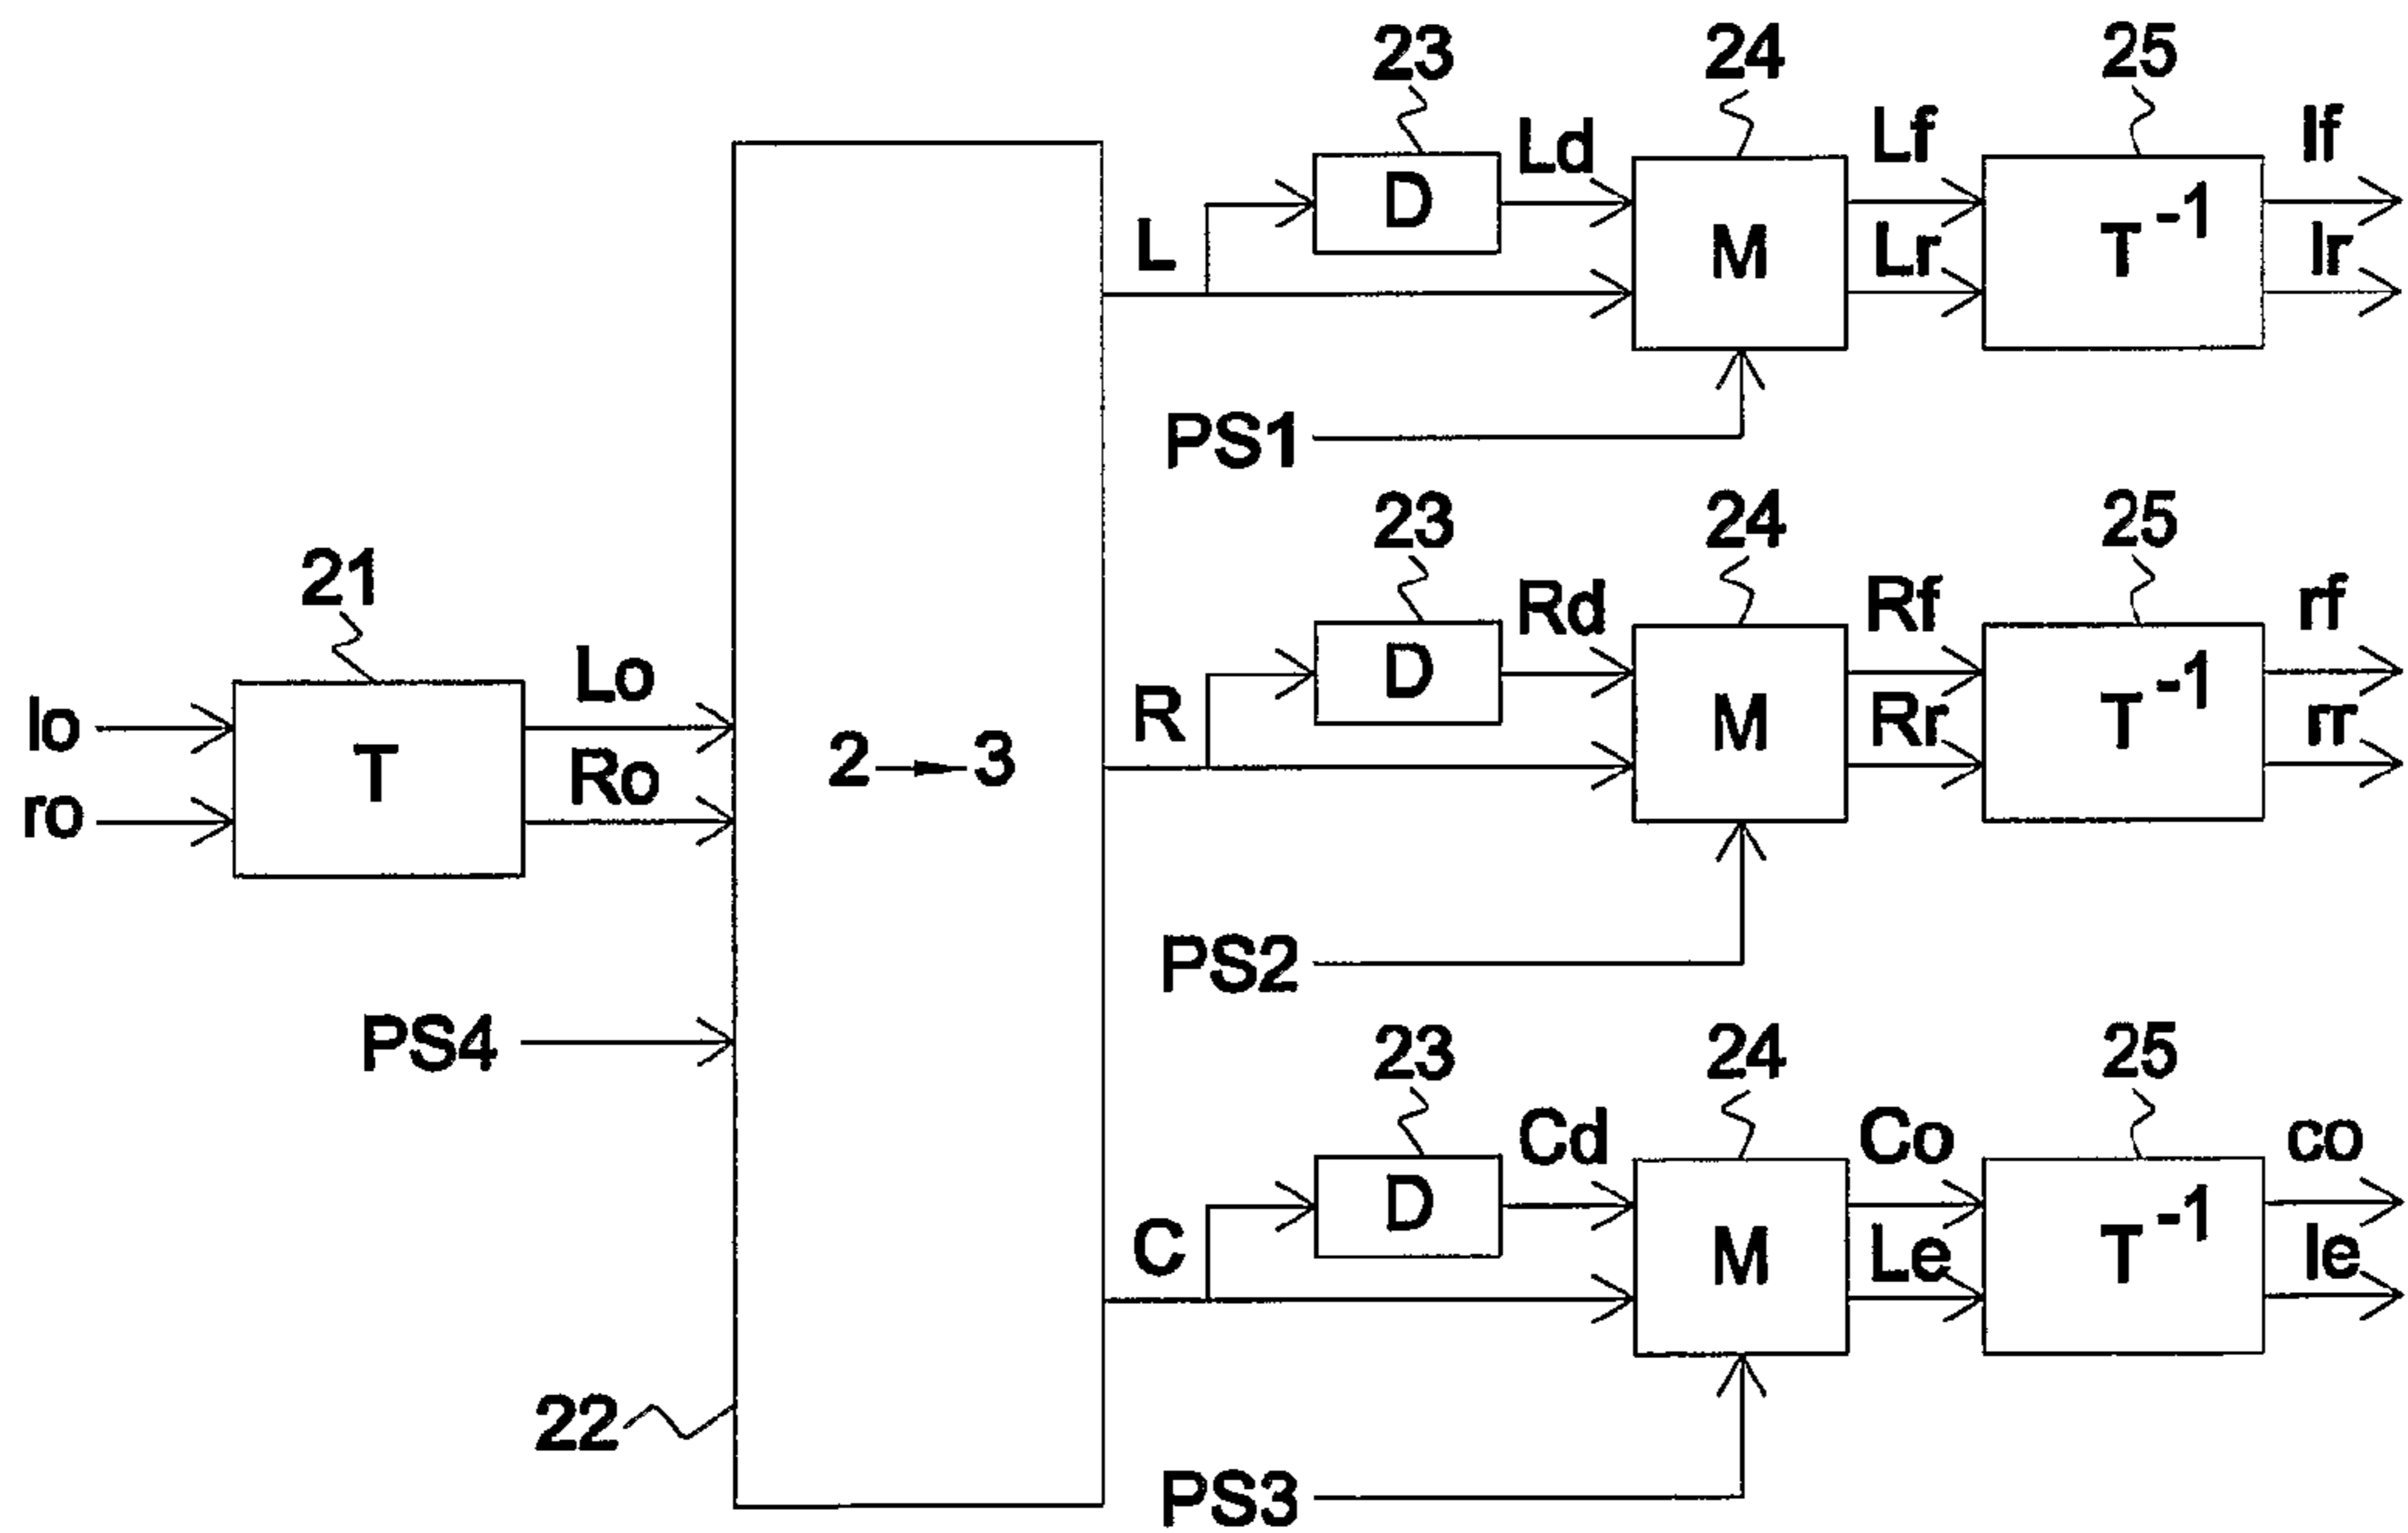 23 24 25
Ld Lf lf
D
L M Lr T-1 lr
PS1
23 24 25
21 Rd Rf rf
D
Lo R M Rr T-1 rr
lo
T 2 3
Ro
ro
PS2
PS4 23 24 25
Cd Co co
D
C M Le T-1 le
22
PS3